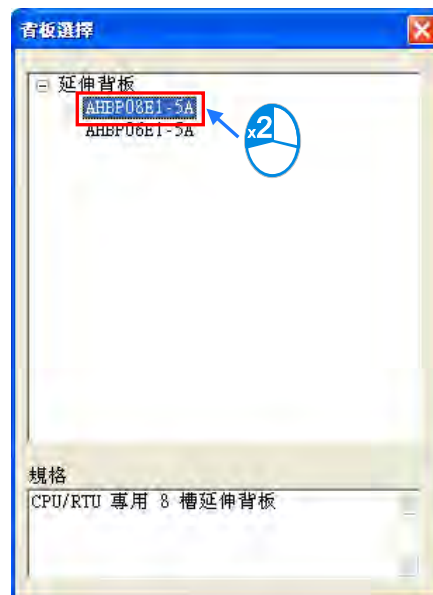 背板選擇
延伸背板
AHBP08E1-5A
AHBP06E1-5A
x2
規格
CPU/RTU 專用 8 槽延伸背板